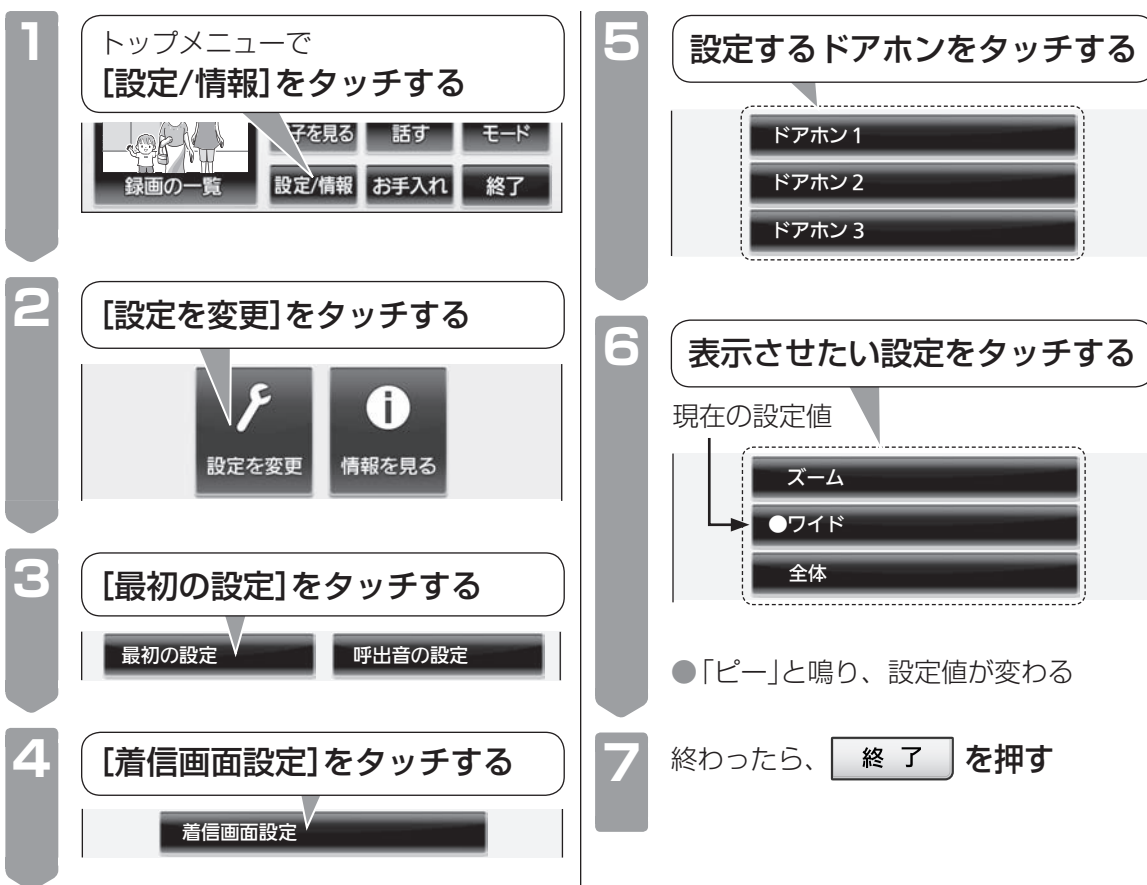 1
トップメニューで
[設定/情報]をタッチする
子を見る 話す モード
録画の一覧 設定/情報 お手入れ 終了
2
[設定を変更]をタッチする
設定を変更 情報を見る
3
[最初の設定]をタッチする
最初の設定 呼出音の設定
4
[着信画面設定]をタッチする
着信画面設定
5
設定するドアホンをタッチする
ドアホン1
ドアホン2
ドアホン3
6
表示させたい設定をタッチする
現在の設定値
ズーム
●ワイド
全体
●「ピー」と鳴り、設定値が変わる
7
終わったら、 終 了 を押す